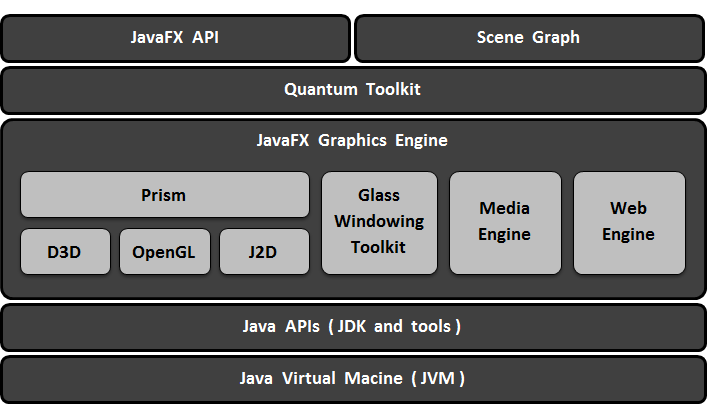 JavaFX API
Scene Graph
Quantum Toolkit
JavaFX Graphics Engine
Prism
D3D
OpenGL
J2D
Glass
Windowing
Toolkit
Media
Engine
Web
Engine
Java APIs ( JDK and tools )
Java Virtual Macine ( JVM )